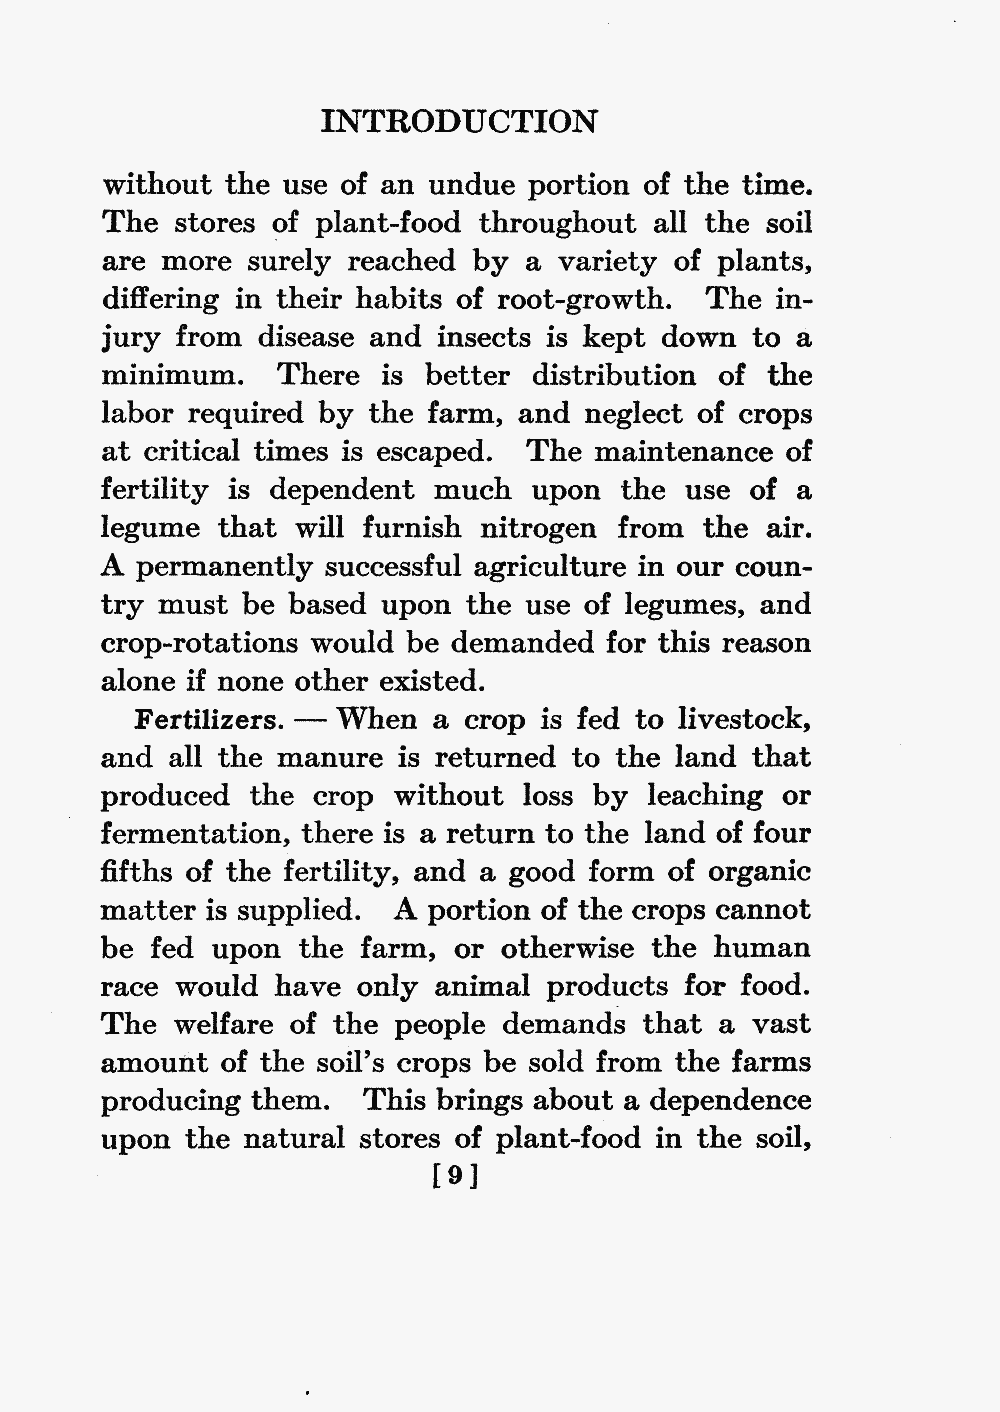 INTRODUCTION
without the use of an undue portion of the time.
The stores of plant-food throughout all the soil
are more surely reached by a variety of plants,
differing in their habits of root-growth. The in-
jury from disease and insects is kept down to a
minimum. There is better distribution of the
labor required by the farm, and neglect of crops
at critical times is escaped. The maintenance of
fertility is dependent much upon the use of a
legume that will furnish nitrogen from the air.
A permanently successful agriculture in our coun-
try must be based upon the use of legumes, and
crop-rotations would be demanded for this reason
alone if none other existed.
Fertilizers. — When a crop is fed to livestock,
and all the manure is returned to the land that
produced the crop without loss by leaching or
fermentation, there is a return to the land of four
fifths of the fertility, and a good form of organic
matter is supplied. A portion of the crops cannot
be fed upon the farm, or otherwise the human
race would have only animal products for food.
The welfare of the people demands that a vast
amount of the soil's crops be sold from the farms
producing them. This brings about a dependence
upon the natural stores of plant-food in the soil,
[9]